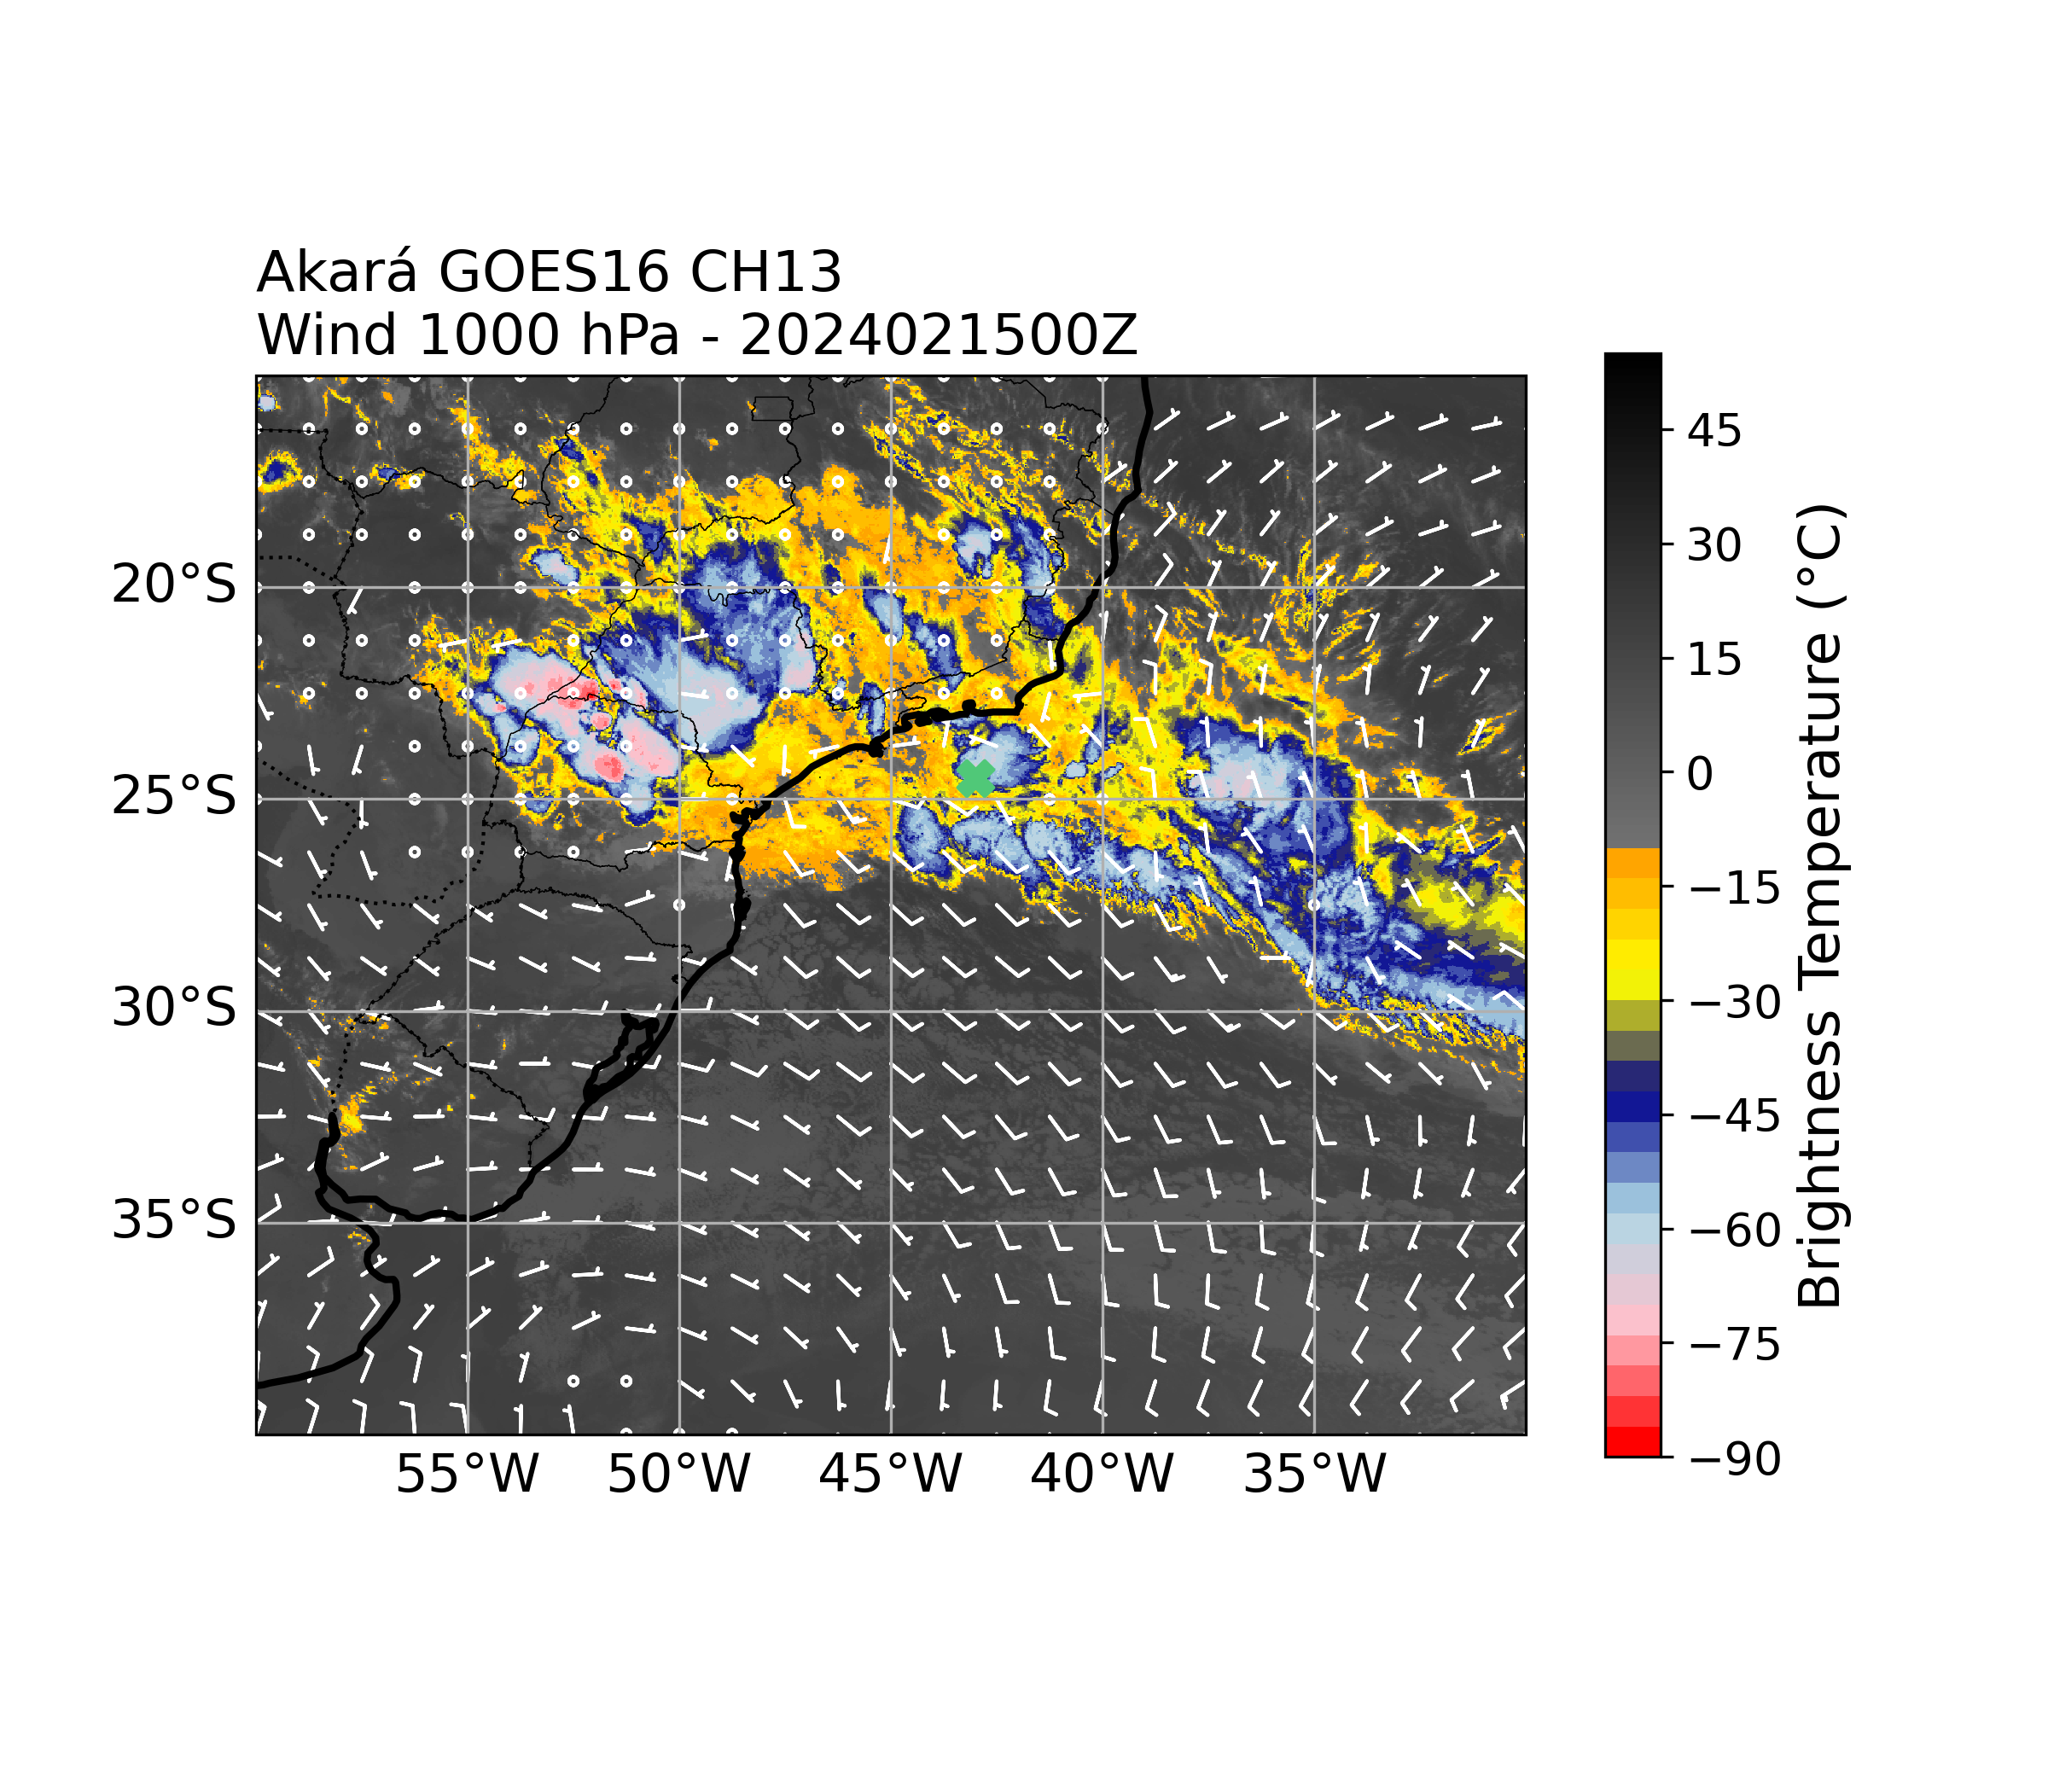 Akará GOES16 CH13
Wind 1000 hPa - 2024021500Z
20°S
25°S
30°S
35°S
55°W
50°W
45°W
40°W
35°W
45
30
15
0
−15
−30
−45
−60
−75
−90
Brightness Temperature (°C)